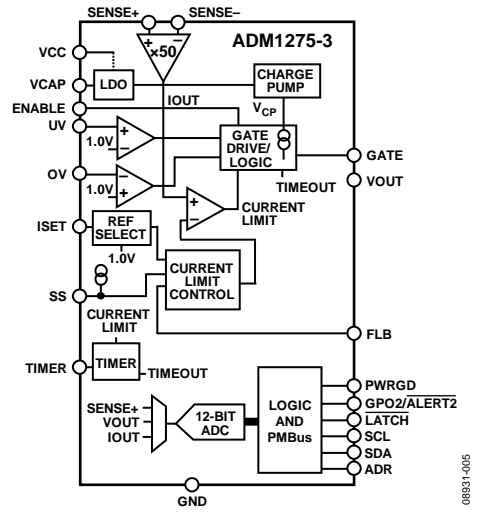 SENSE+ SENSE–
ADM1275-3
VCC
VCAP
LDO
×50
+
–
CHARGE
PUMP
VCP
IOUT
ENABLE
UV
+
–
1.0V
GATE
DRIVE/
LOGIC
TIMEOUT
GATE
VOUT
OV
–
+
1.0V
+
–
CURRENT
LIMIT
ISET
REF
SELECT
1.0V
CURRENT
LIMIT
CONTROL
SS
FLB
CURRENT
LIMIT
TIMER
TIMER
TIMEOUT
SENSE+
VOUT
IOUT
12-BIT
ADC
LOGIC
AND
PMBus
PWRGD
GPO2/ALERT2
LATCH
SCL
SDA
ADR
GND
08931-005